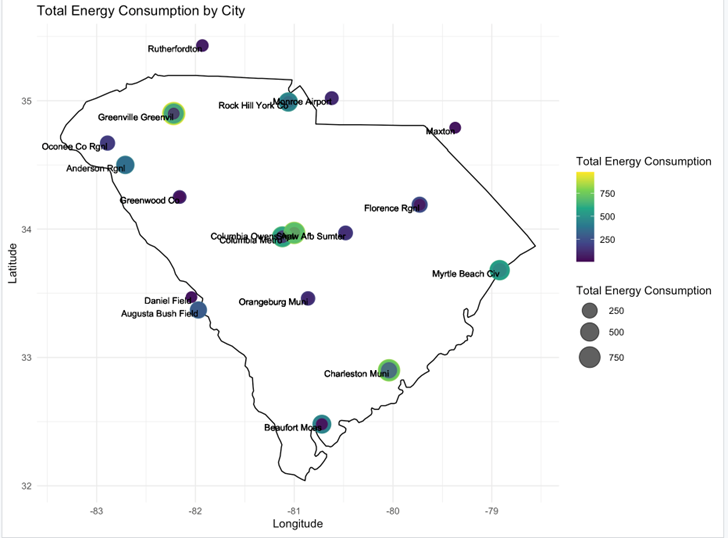 Total Energy Consumption by City
Rutherfordton
35
Rock Hill York Co
Monroe Airport
Greenville Greenvil
Maxton
Oconee Co Rgnl
Anderson Rgnl
Greenwood Co
Florence Rgnl
34
Columbia Owens
Columbia Metro
Shaw Afb Sumter
Myrtle Beach Civ
Daniel Field
Orangeburg Muni
Augusta Bush Field
33
Charleston Muni
Beaufort Mcas
32
-83 -82 -81 -80 -79
Longitude
Latitude
Total Energy Consumption
750
500
250
Total Energy Consumption
250
500
750